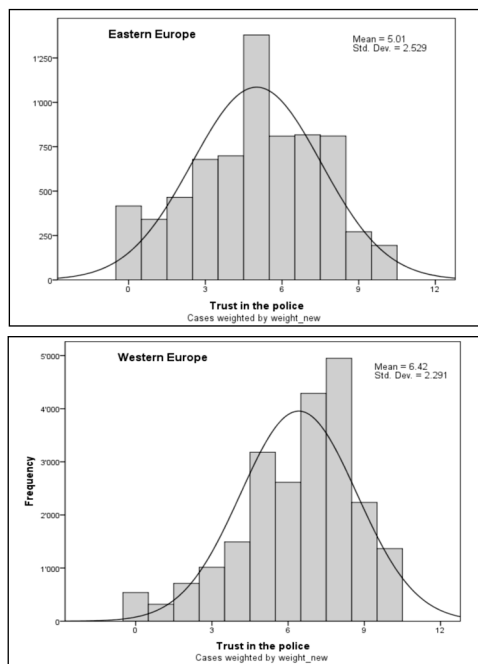 Eastern Europe
Mean = 5.01
Std. Dev. = 2.529
1'250
1'000
750
500
250
0
0 3 6 9 12
Trust in the police
Cases weighted by weight_new
Western Europe
Mean = 6.42
Std. Dev. = 2.291
5'000
4'000
3'000
2'000
1'000
0
Frequency
0 3 6 9 12
Trust in the police
Cases weighted by weight_new